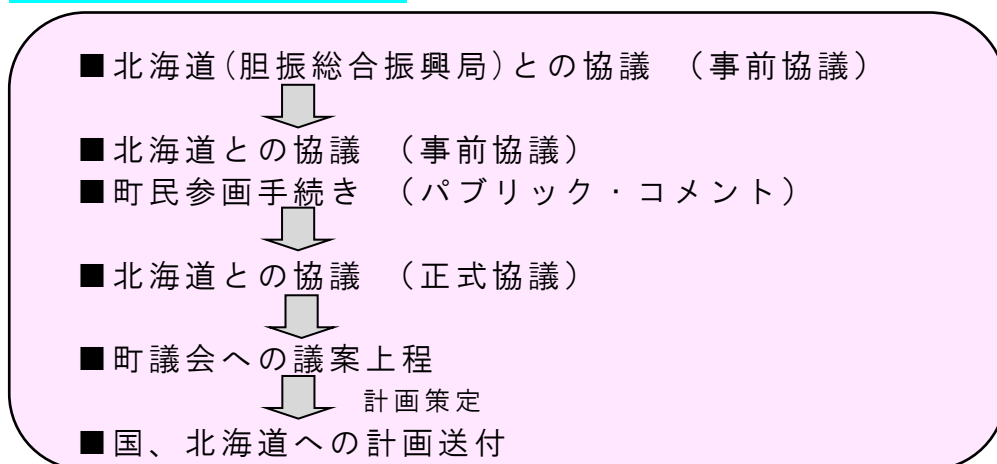 ■北海道(胆振総合振興局)との協議 （事前協議）
■北海道との協議 （事前協議）
■町民参画手続き （パブリック・コメント）
■北海道との協議 （正式協議）
■町議会への議案上程
計画策定
■国、北海道への計画送付